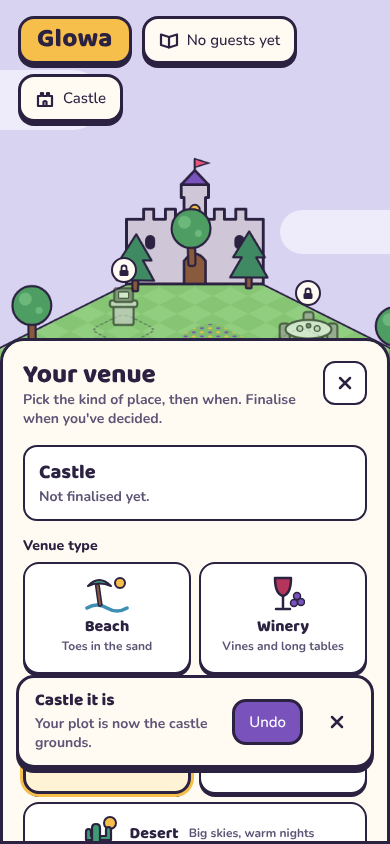 Glowa
No guests yet
Castle
Your venue
Pick the kind of place, then when. Finalise
when you've decided.
Castle
Not finalised yet.
Venue type
Beach
Toes in the sand
Winery
Vines and long tables
Castle it is
Your plot is now the castle
grounds.
Undo
Desert Big skies, warm nights